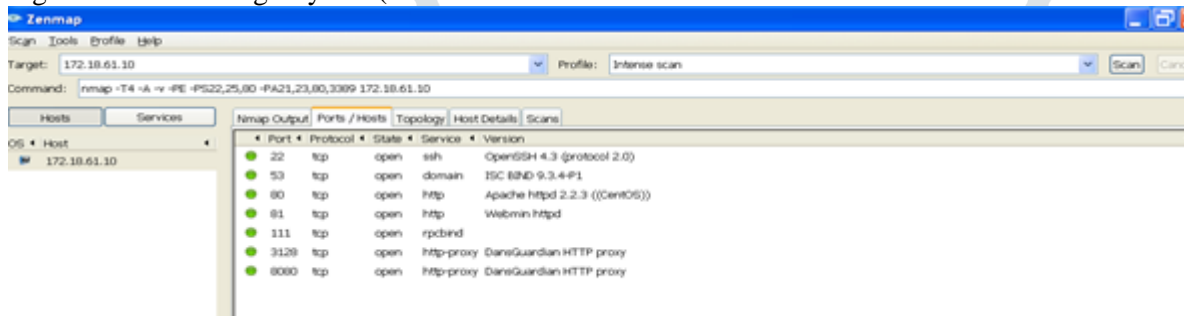 Zenmap
Scan Tools Profile Help
Target: 172.18.61.10 Profile: Intense scan Scan
Command: nmap -T4 -A -v -PE -PS22,25,80 -PA21,23,80,3389 172.18.61.10
Hosts Services Nmap Output Ports / Hosts Topology Host Details Scans
OS Host Port Protocol State Service Version
172.18.61.10
22 tcp open ssh OpenSSH 4.3 (protocol 2.0)
53 tcp open domain ISC BIND 9.3.4-P1
80 tcp open http Apache httpd 2.2.3 ((CentOS))
81 tcp open http Webmin httpd
111 tcp open rpcbind
3128 tcp open http-proxy DansGuardian HTTP proxy
8080 tcp open http-proxy DansGuardian HTTP proxy